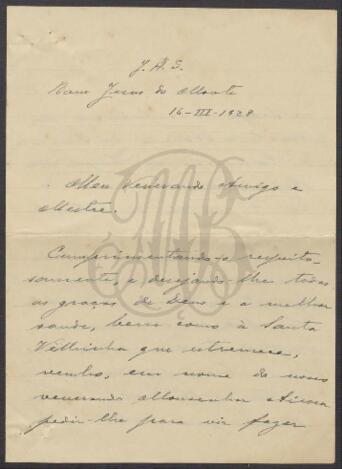 J. A. S.
Bom Jesus do Monte
16-III-1928
Meu Venerando Amigo e
Mestre.
Cumprimentando-o respeito-
samente, e desejando-lhe todas
as graças de Deus e a melhor
saude, bem como à Santa
Velhinha que estremece,
venho, em nome do nosso
venerando Monsenhor
pedir-lhe para vir fazer